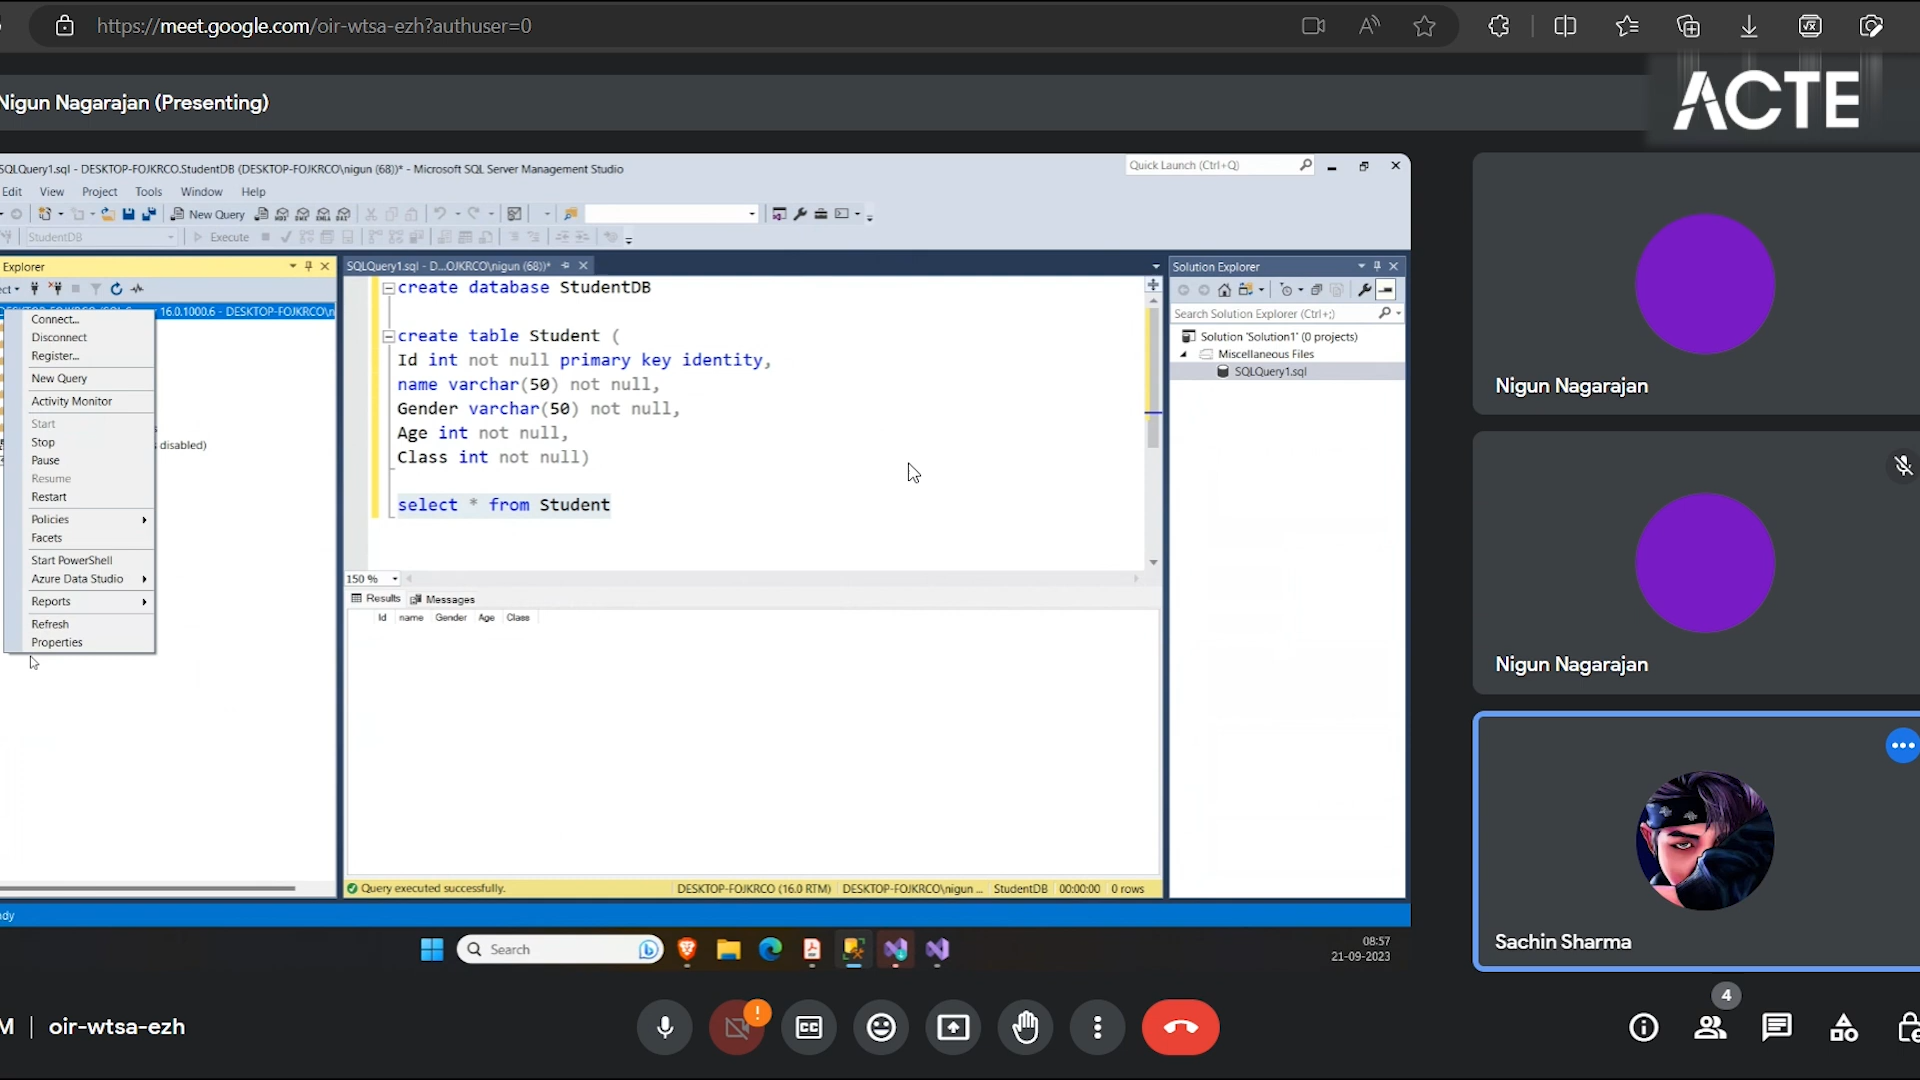 https://meet.google.com/oir-wtsa-ezh?authuser=0
ACTE
Nigun Nagarajan (Presenting)
SQLQuery1.sql - DESKTOP-FOJKRCO.StudentDB (DESKTOP-FOJKRCO\nigun (68))* - Microsoft SQL Server Management Studio
Quick Launch (Ctrl+Q)
Edit View Project Tools Window Help
New Query
StudentDB Execute
Explorer
16.0.1000.6 - DESKTOP-FOJKRCO\n
Connect...
Disconnect
Register...
New Query
Activity Monitor
Start
Stop
disabled)
Pause
Resume
Restart
Policies
Facets
Start PowerShell
Azure Data Studio
Reports
Refresh
Properties
SQLQuery1.sql - D...OJKRCO\nigun (68))*
create database StudentDB
create table Student (
Id int not null primary key identity,
name varchar(50) not null,
Gender varchar(50) not null,
Age int not null,
Class int not null)
select * from Student
150 %
Results Messages
Id name Gender Age Class
Query executed successfully. DESKTOP-FOJKRCO (16.0 RTM) DESKTOP-FOJKRCO\nigun ... StudentDB 00:00:00 0 rows
Solution Explorer
Search Solution Explorer (Ctrl+;)
Solution 'Solution1' (0 projects)
Miscellaneous Files
SQLQuery1.sql
Nigun Nagarajan
Nigun Nagarajan
Sachin Sharma
Search
08:57
21-09-2023
M | oir-wtsa-ezh
CC
4